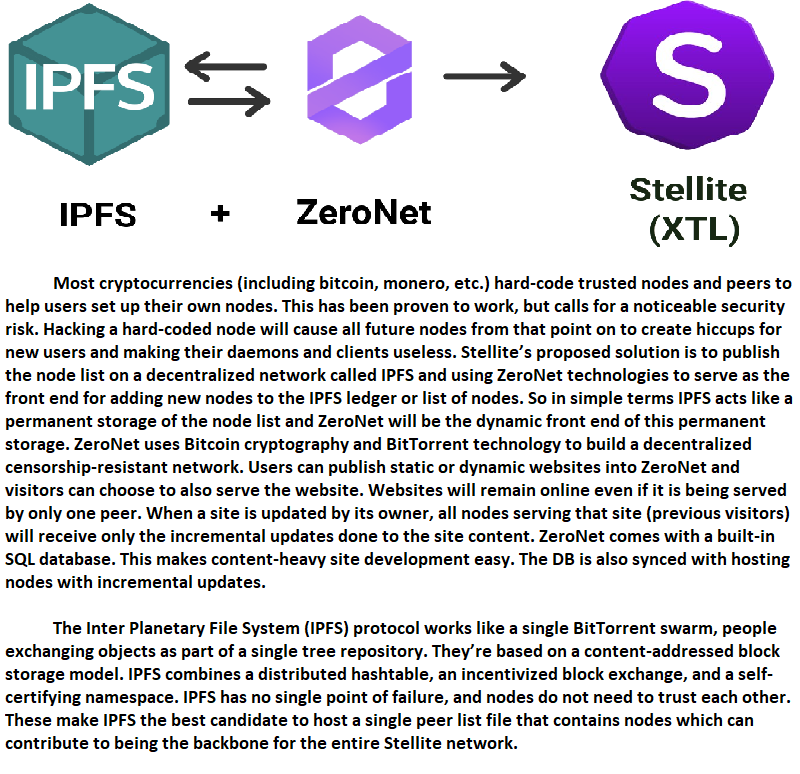 IPFS
S
IPFS + ZeroNet
Stellite
(XTL)
Most cryptocurrencies (including bitcoin, monero, etc.) hard-code trusted nodes and peers to
help users set up their own nodes. This has been proven to work, but calls for a noticeable security
risk. Hacking a hard-coded node will cause all future nodes from that point on to create hiccups for
new users and making their daemons and clients useless. Stellite’s proposed solution is to publish
the node list on a decentralized network called IPFS and using ZeroNet technologies to serve as the
front end for adding new nodes to the IPFS ledger or list of nodes. So in simple terms IPFS acts like a
permanent storage of the node list and ZeroNet will be the dynamic front end of this permanent
storage. ZeroNet uses Bitcoin cryptography and BitTorrent technology to build a decentralized
censorship-resistant network. Users can publish static or dynamic websites into ZeroNet and
visitors can choose to also serve the website. Websites will remain online even if it is being served
by only one peer. When a site is updated by its owner, all nodes serving that site (previous visitors)
will receive only the incremental updates done to the site content. ZeroNet comes with a built-in
SQL database. This makes content-heavy site development easy. The DB is also synced with hosting
nodes with incremental updates.
The Inter Planetary File System (IPFS) protocol works like a single BitTorrent swarm, people
exchanging objects as part of a single tree repository. They’re based on a content-addressed block
storage model. IPFS combines a distributed hashtable, an incentivized block exchange, and a self-
certifying namespace. IPFS has no single point of failure, and nodes do not need to trust each other.
These make IPFS the best candidate to host a single peer list file that contains nodes which can
contribute to being the backbone for the entire Stellite network.